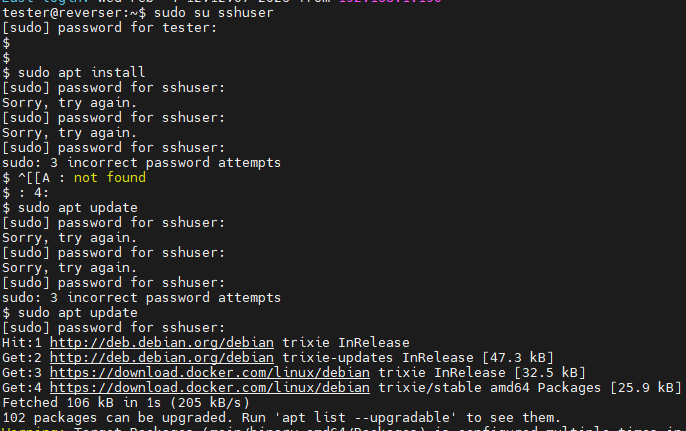 tester@reverser:~$ sudo su sshuser
[sudo] password for tester:
$
$
$ sudo apt install
[sudo] password for sshuser:
Sorry, try again.
[sudo] password for sshuser:
Sorry, try again.
[sudo] password for sshuser:
sudo: 3 incorrect password attempts
$ ^[[A : not found
$ : 4:
$ sudo apt update
[sudo] password for sshuser:
Sorry, try again.
[sudo] password for sshuser:
Sorry, try again.
[sudo] password for sshuser:
sudo: 3 incorrect password attempts
$ sudo apt update
[sudo] password for sshuser:
Hit:1 http://deb.debian.org/debian trixie InRelease
Get:2 http://deb.debian.org/debian trixie-updates InRelease [47.3 kB]
Get:3 https://download.docker.com/linux/debian trixie InRelease [32.5 kB]
Get:4 https://download.docker.com/linux/debian trixie/stable amd64 Packages [25.9 kB]
Fetched 106 kB in 1s (205 kB/s)
102 packages can be upgraded. Run 'apt list --upgradable' to see them.